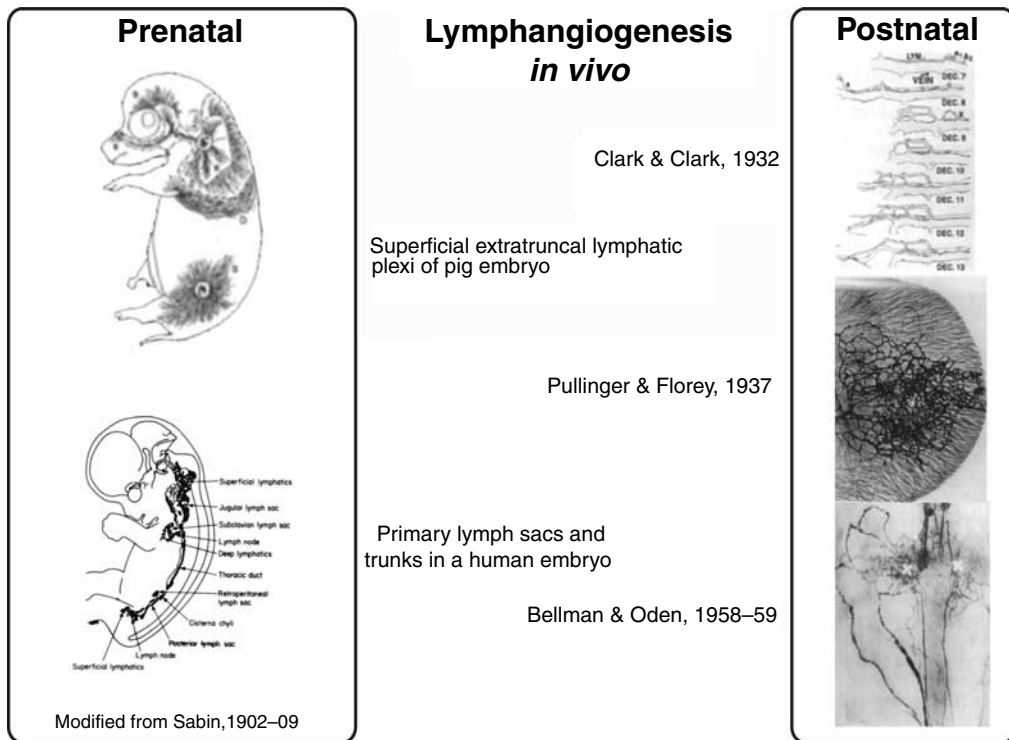 Prenatal
Modified from Sabin,1902–09
Superficial lymphatics
Jugular lymph sac
Subclavian lymph sac
Lymph node
Deep lymphatics
Thoracic duct
Retroperitoneal
lymph sac
Cisterna chyli
Posterior lymph sac
Lymph node
Superficial lymphatics
Lymphangiogenesis
in vivo
Clark & Clark, 1932
Superficial extratruncal lymphatic
plexi of pig embryo
Pullinger & Florey, 1937
Primary lymph sacs and
trunks in a human embryo
Bellman & Oden, 1958–59
Postnatal
LYM.
VEIN
DEC. 7
DEC. 8
DEC. 9
DEC. 10
DEC. 11
DEC. 12
DEC. 13